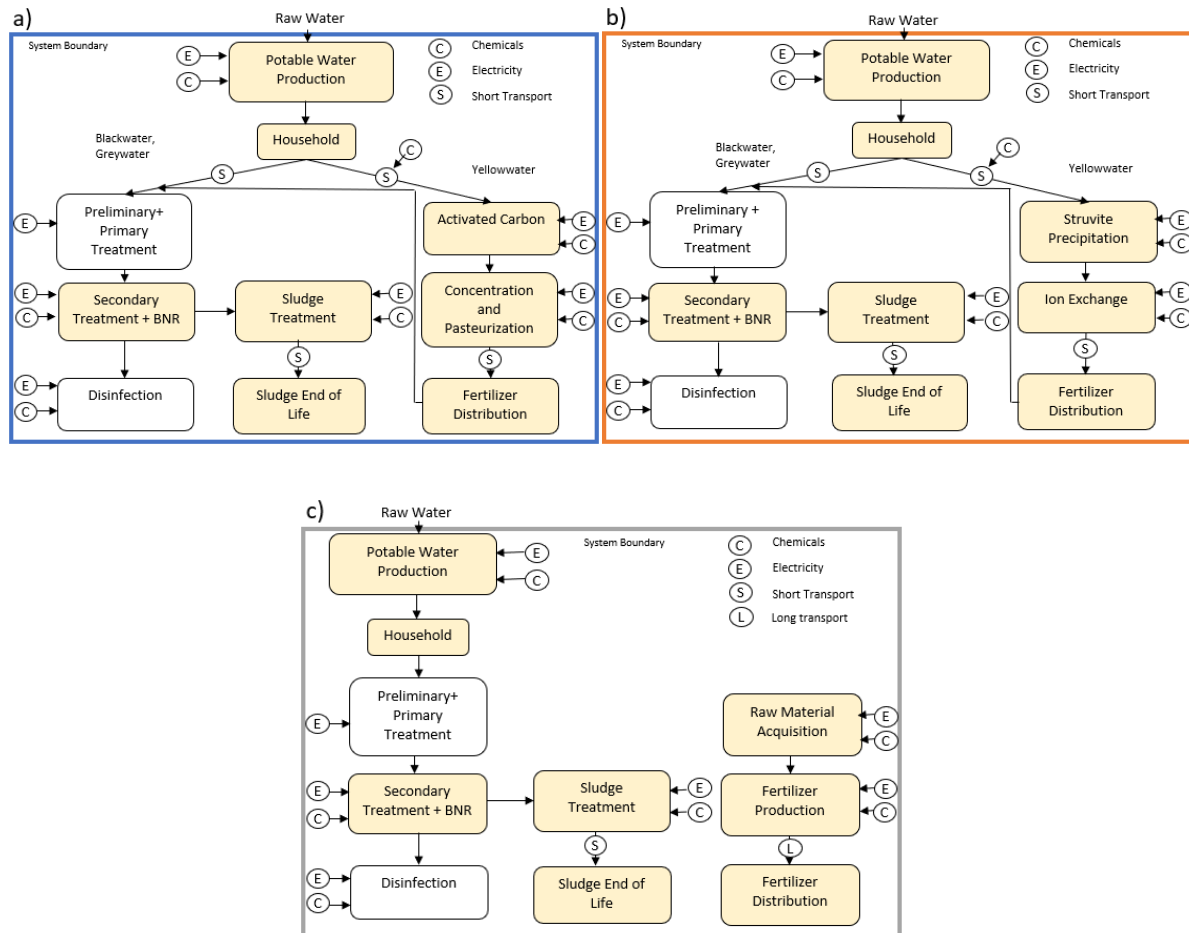 a)
Raw Water
System Boundary
E
C
Potable Water
Production
C Chemicals
E Electricity
S Short Transport
Household
Blackwater,
Greywater
S
S
C
Yellowwater
E
Preliminary+
Primary
Treatment
Activated Carbon
E
C
E
C
Secondary
Treatment + BNR
Sludge
Treatment
E
C
Concentration
and
Pasteurization
E
C
S
S
E
C
Disinfection
Sludge End of
Life
Fertilizer
Distribution
b)
Raw Water
System Boundary
E
C
Potable Water
Production
C Chemicals
E Electricity
S Short Transport
Household
Blackwater,
Greywater
S
S
C
Yellowwater
E
Preliminary +
Primary
Treatment
Struvite
Precipitation
E
C
E
C
Secondary
Treatment + BNR
Sludge
Treatment
E
C
Ion Exchange
E
C
S
S
E
C
Disinfection
Sludge End of
Life
Fertilizer
Distribution
c)
Raw Water
System Boundary
Potable Water
Production
E
C
C Chemicals
E Electricity
S Short Transport
L Long transport
Household
E
Preliminary+
Primary
Treatment
Raw Material
Acquisition
E
C
E
C
Secondary
Treatment + BNR
Sludge
Treatment
E
C
Fertilizer
Production
E
C
S
L
E
C
Disinfection
Sludge End of
Life
Fertilizer
Distribution